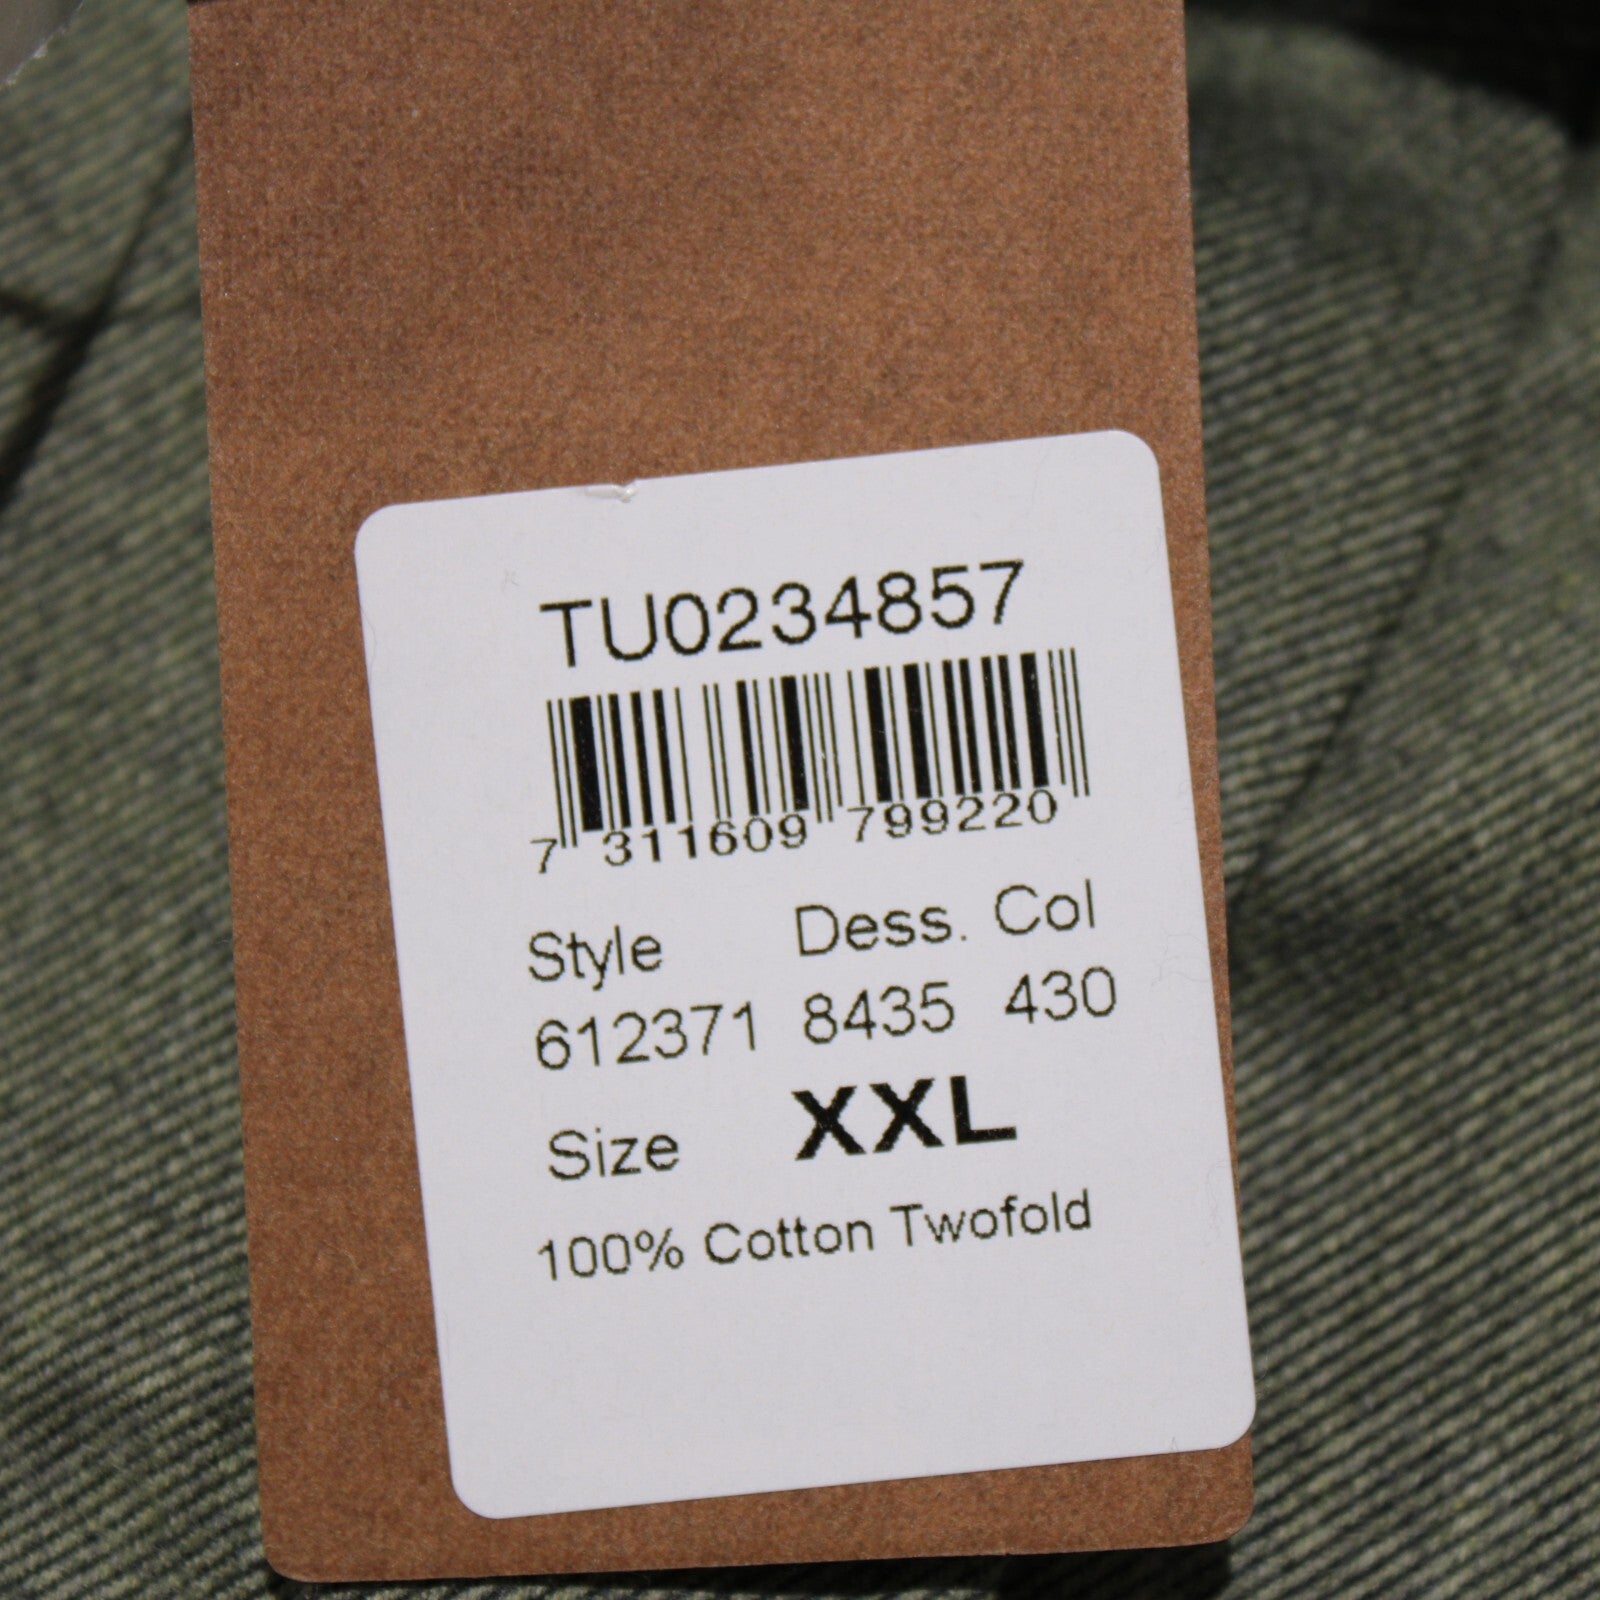 TU0234857
7 311609 799220
Style Dess. Col
612371 8435 430
Size XXL
100% Cotton Twofold